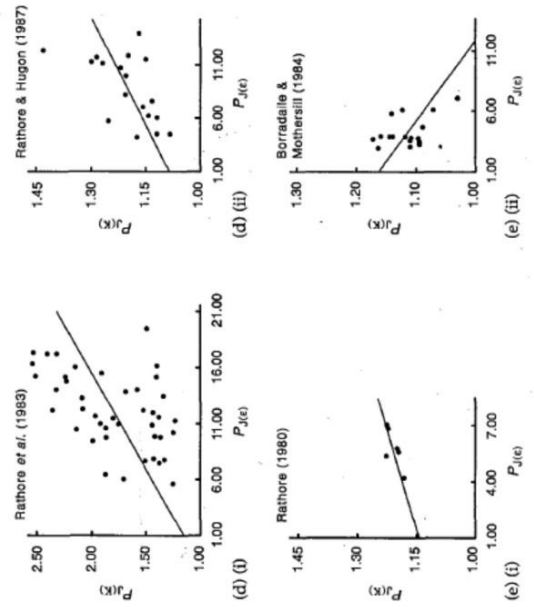 Rathore et al. (1983)
2.50
2.00
1.50
1.00
P_J(K)
1.00
6.00
11.00
16.00
21.00
P_J(ε)
(d) (i)
Rathore & Hugon (1987)
1.45
1.30
1.15
1.00
P_J(K)
1.00
6.00
11.00
P_J(ε)
(d) (ii)
Rathore (1980)
1.45
1.30
1.15
1.00
P_J(K)
1.00
4.00
7.00
P_J(ε)
(e) (i)
Borradaile &
Mothersill (1984)
1.45
1.30
1.15
1.00
P_J(K)
1.00
6.00
11.00
P_J(ε)
(e) (ii)